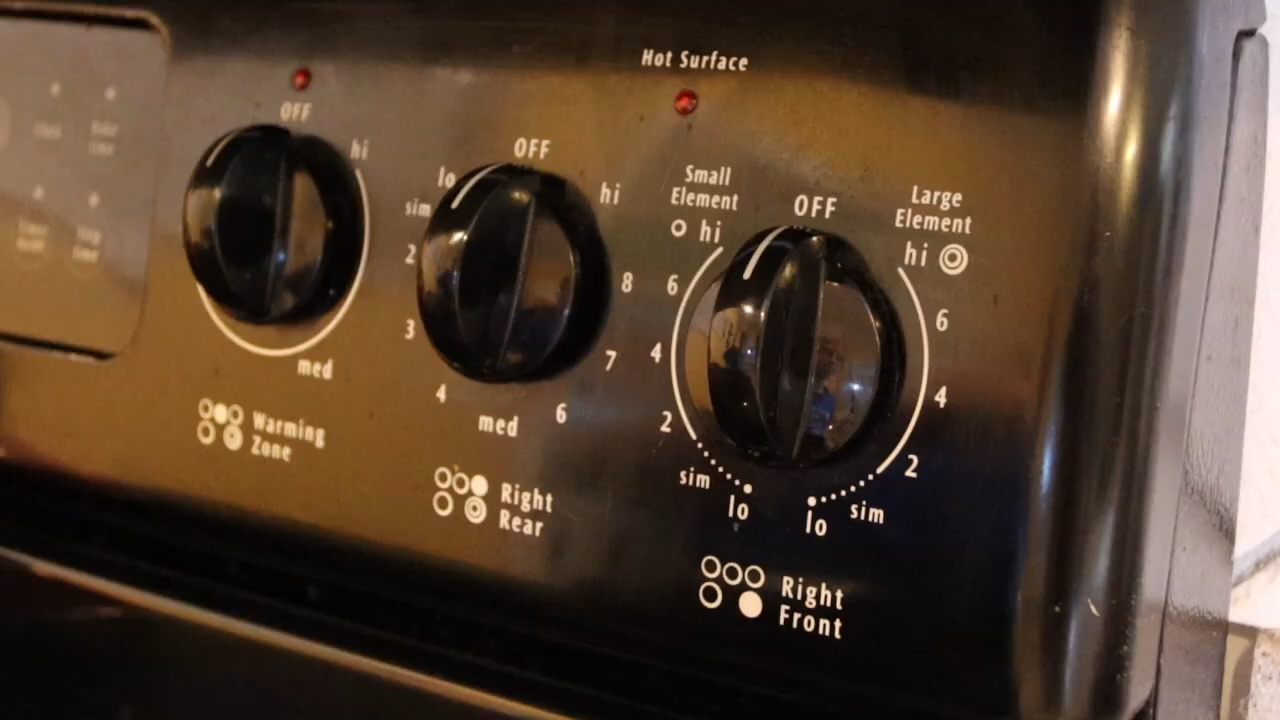 Hot Surface
OFF
hi
med
Warming
Zone
OFF
lo
sim
2
3
4
med
6
7
8
hi
Right
Rear
Small
Element
hi
6
4
2
sim
lo
OFF
Large
Element
hi
6
4
2
sim
lo
Right
Front